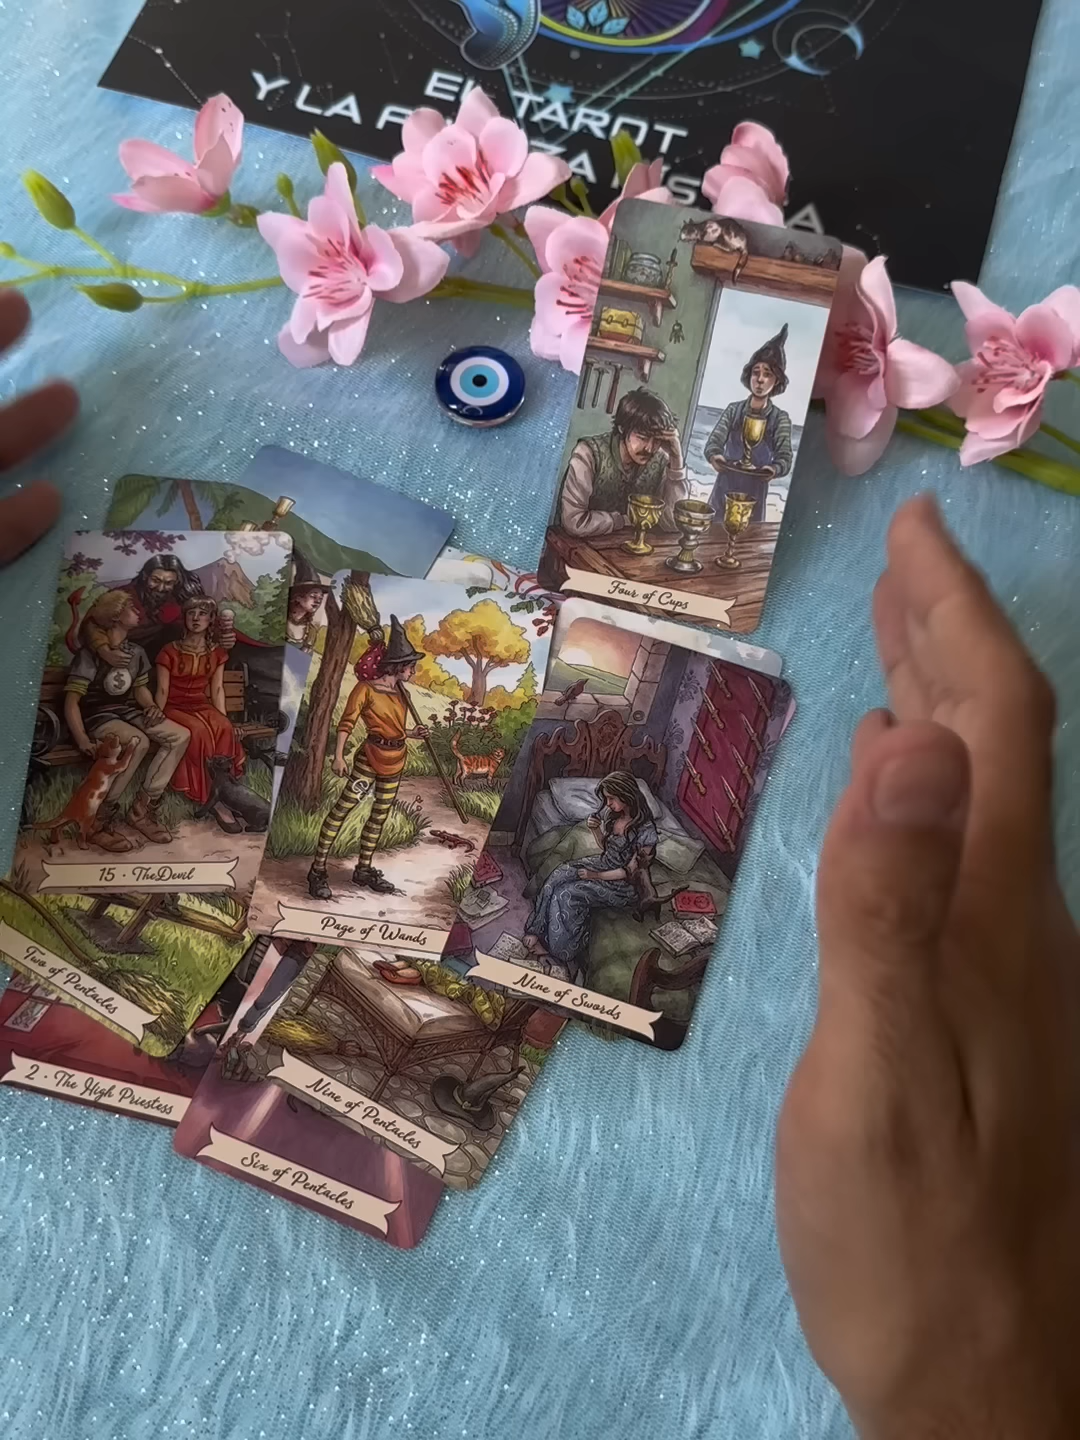 EL TAROT
Y LA
Four of Cups
15 · The Devil
Page of Wands
Nine of Swords
Two of Pentacles
2 · The High Priestess
Nine of Pentacles
Six of Pentacles
$